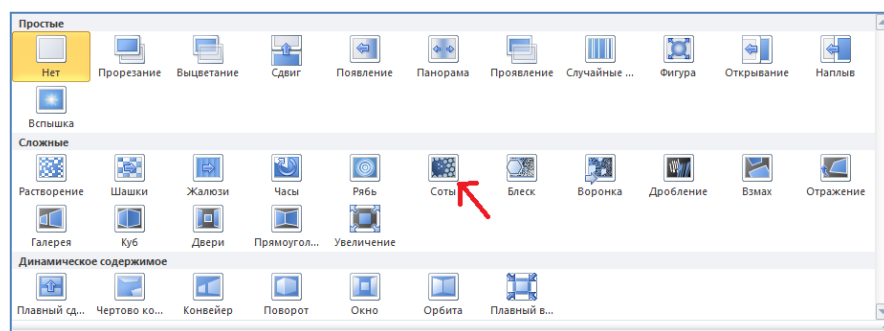 Простые
Нет Прорезание Выцветание Сдвиг Появление Панорама Проявление Случайные ... Фигура Открывание Наплыв
Вспышка
Сложные
Растворение Шашки Жалюзи Часы Рябь Соты Блеск Воронка Дробление Взмах Отражение
Галерея Куб Двери Прямоугол... Увеличение
Динамическое содержимое
Плавный сд... Чертово ко... Конвейер Поворот Окно Орбита Плавный в...